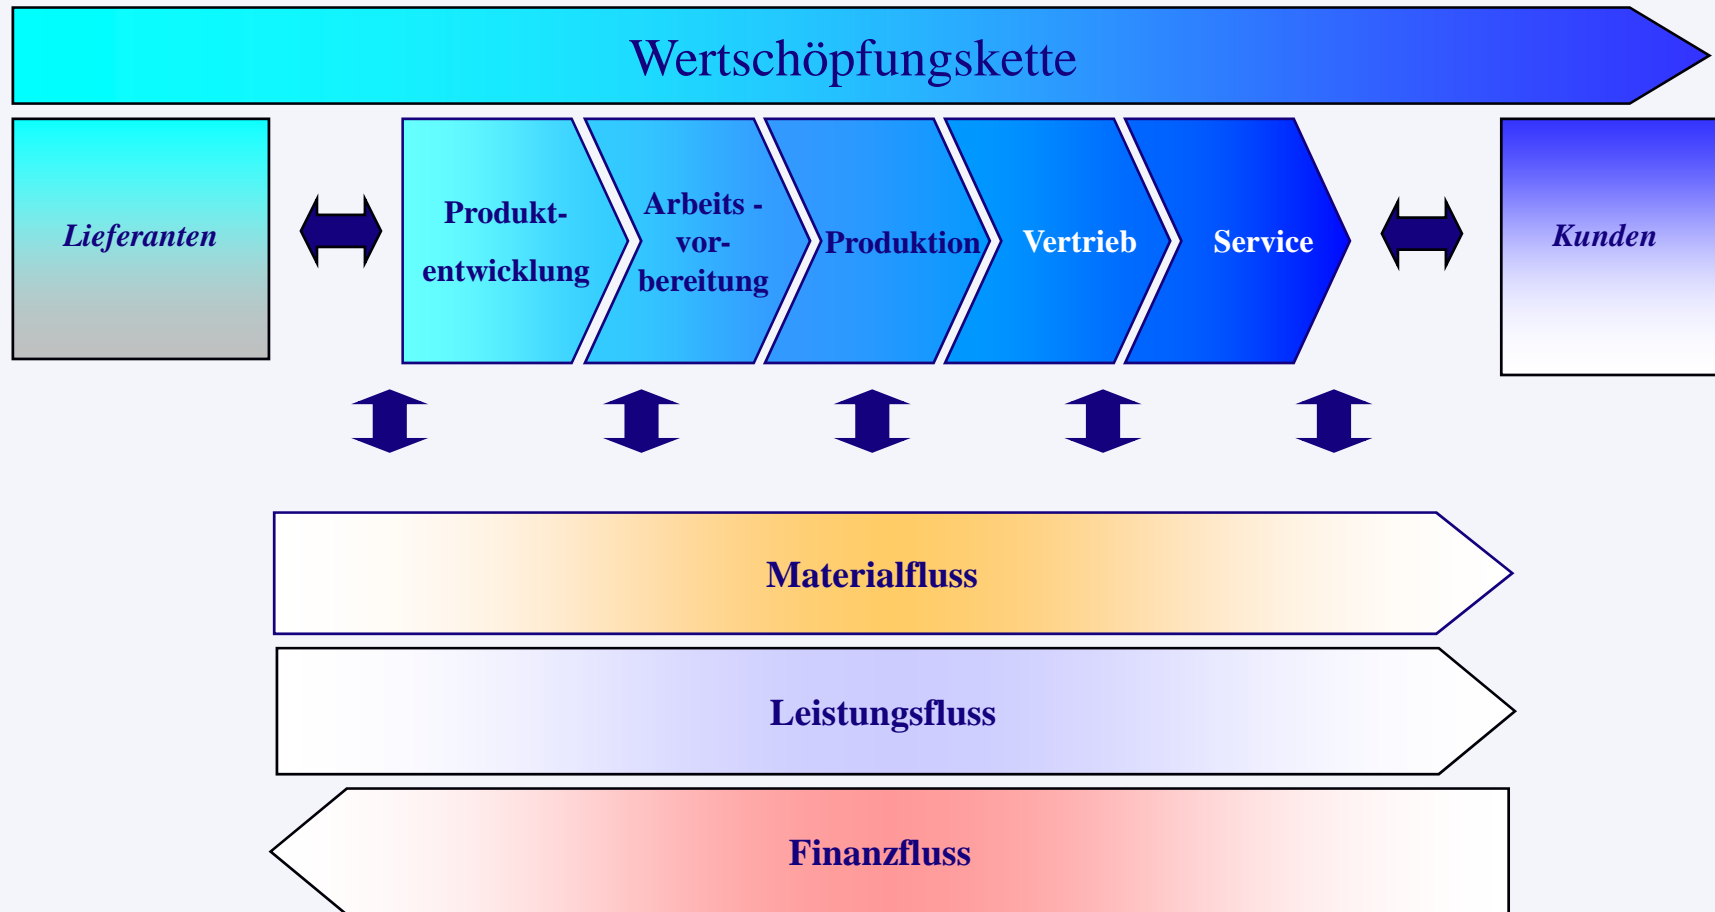 Wertschöpfungskette
Lieferanten
Produkt-
entwicklung
Arbeits -
vor-
bereitung
Produktion
Vertrieb
Service
Kunden
Materialfluss
Leistungsfluss
Finanzfluss